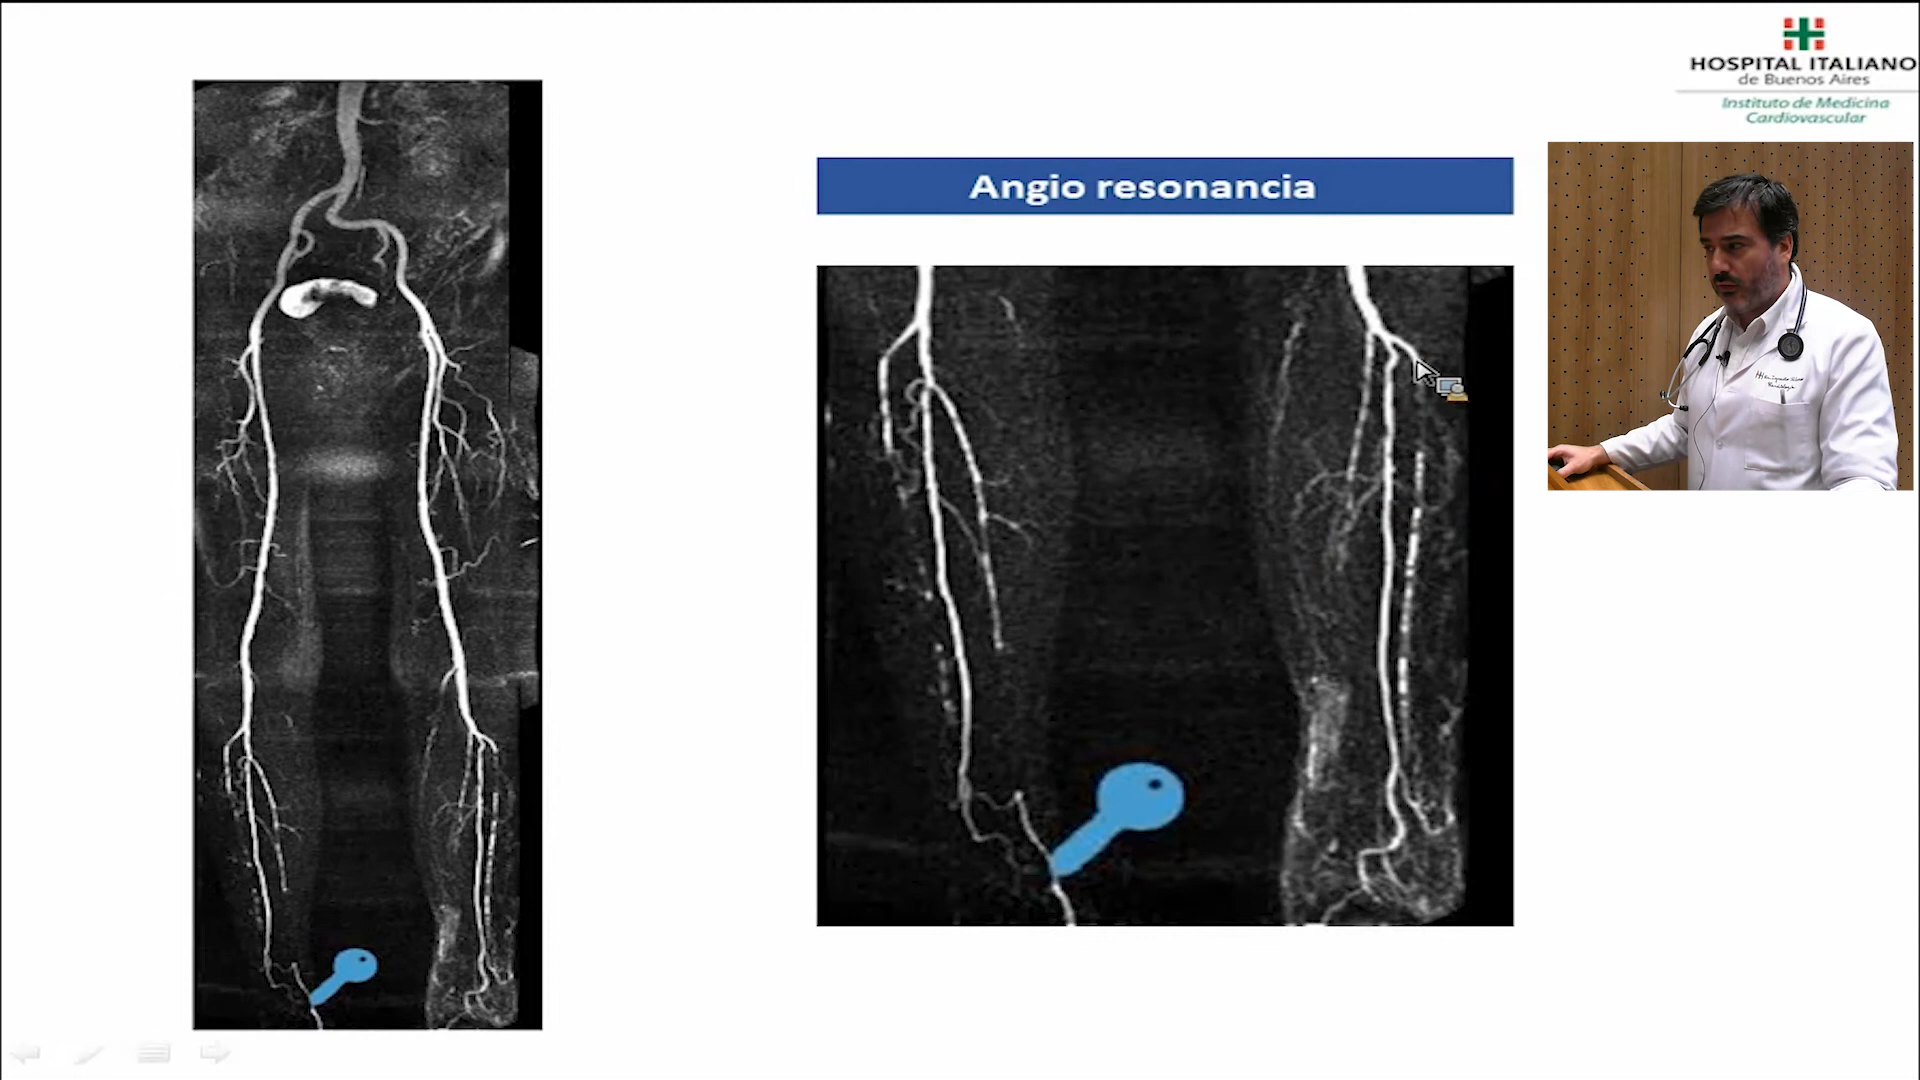 HOSPITAL ITALIANO
de Buenos Aires
Instituto de Medicina
Cardiovascular
Angio resonancia